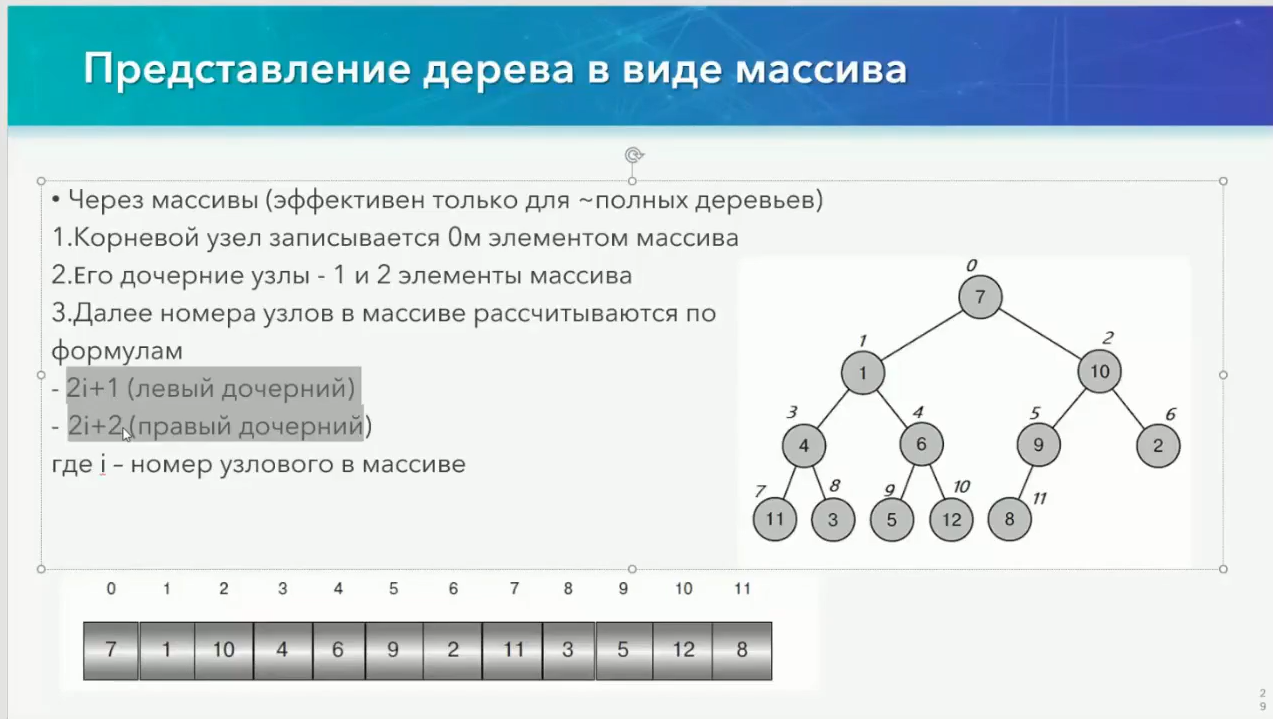 Представление дерева в виде массива
• Через массивы (эффективен только для ~полных деревьев)
1.Корневой узел записывается 0м элементом массива
2.Его дочерние узлы - 1 и 2 элементы массива
3.Далее номера узлов в массиве рассчитываются по
формулам
- 2i+1 (левый дочерний)
- 2i+2 (правый дочерний)
где i – номер узлового в массиве
0
7
1 2
1 10
3 4 5 6
4 6 9 2
7 8 9 10 11
11 3 5 12 8
0 1 2 3 4 5 6 7 8 9 10 11
7 1 10 4 6 9 2 11 3 5 12 8
2
9